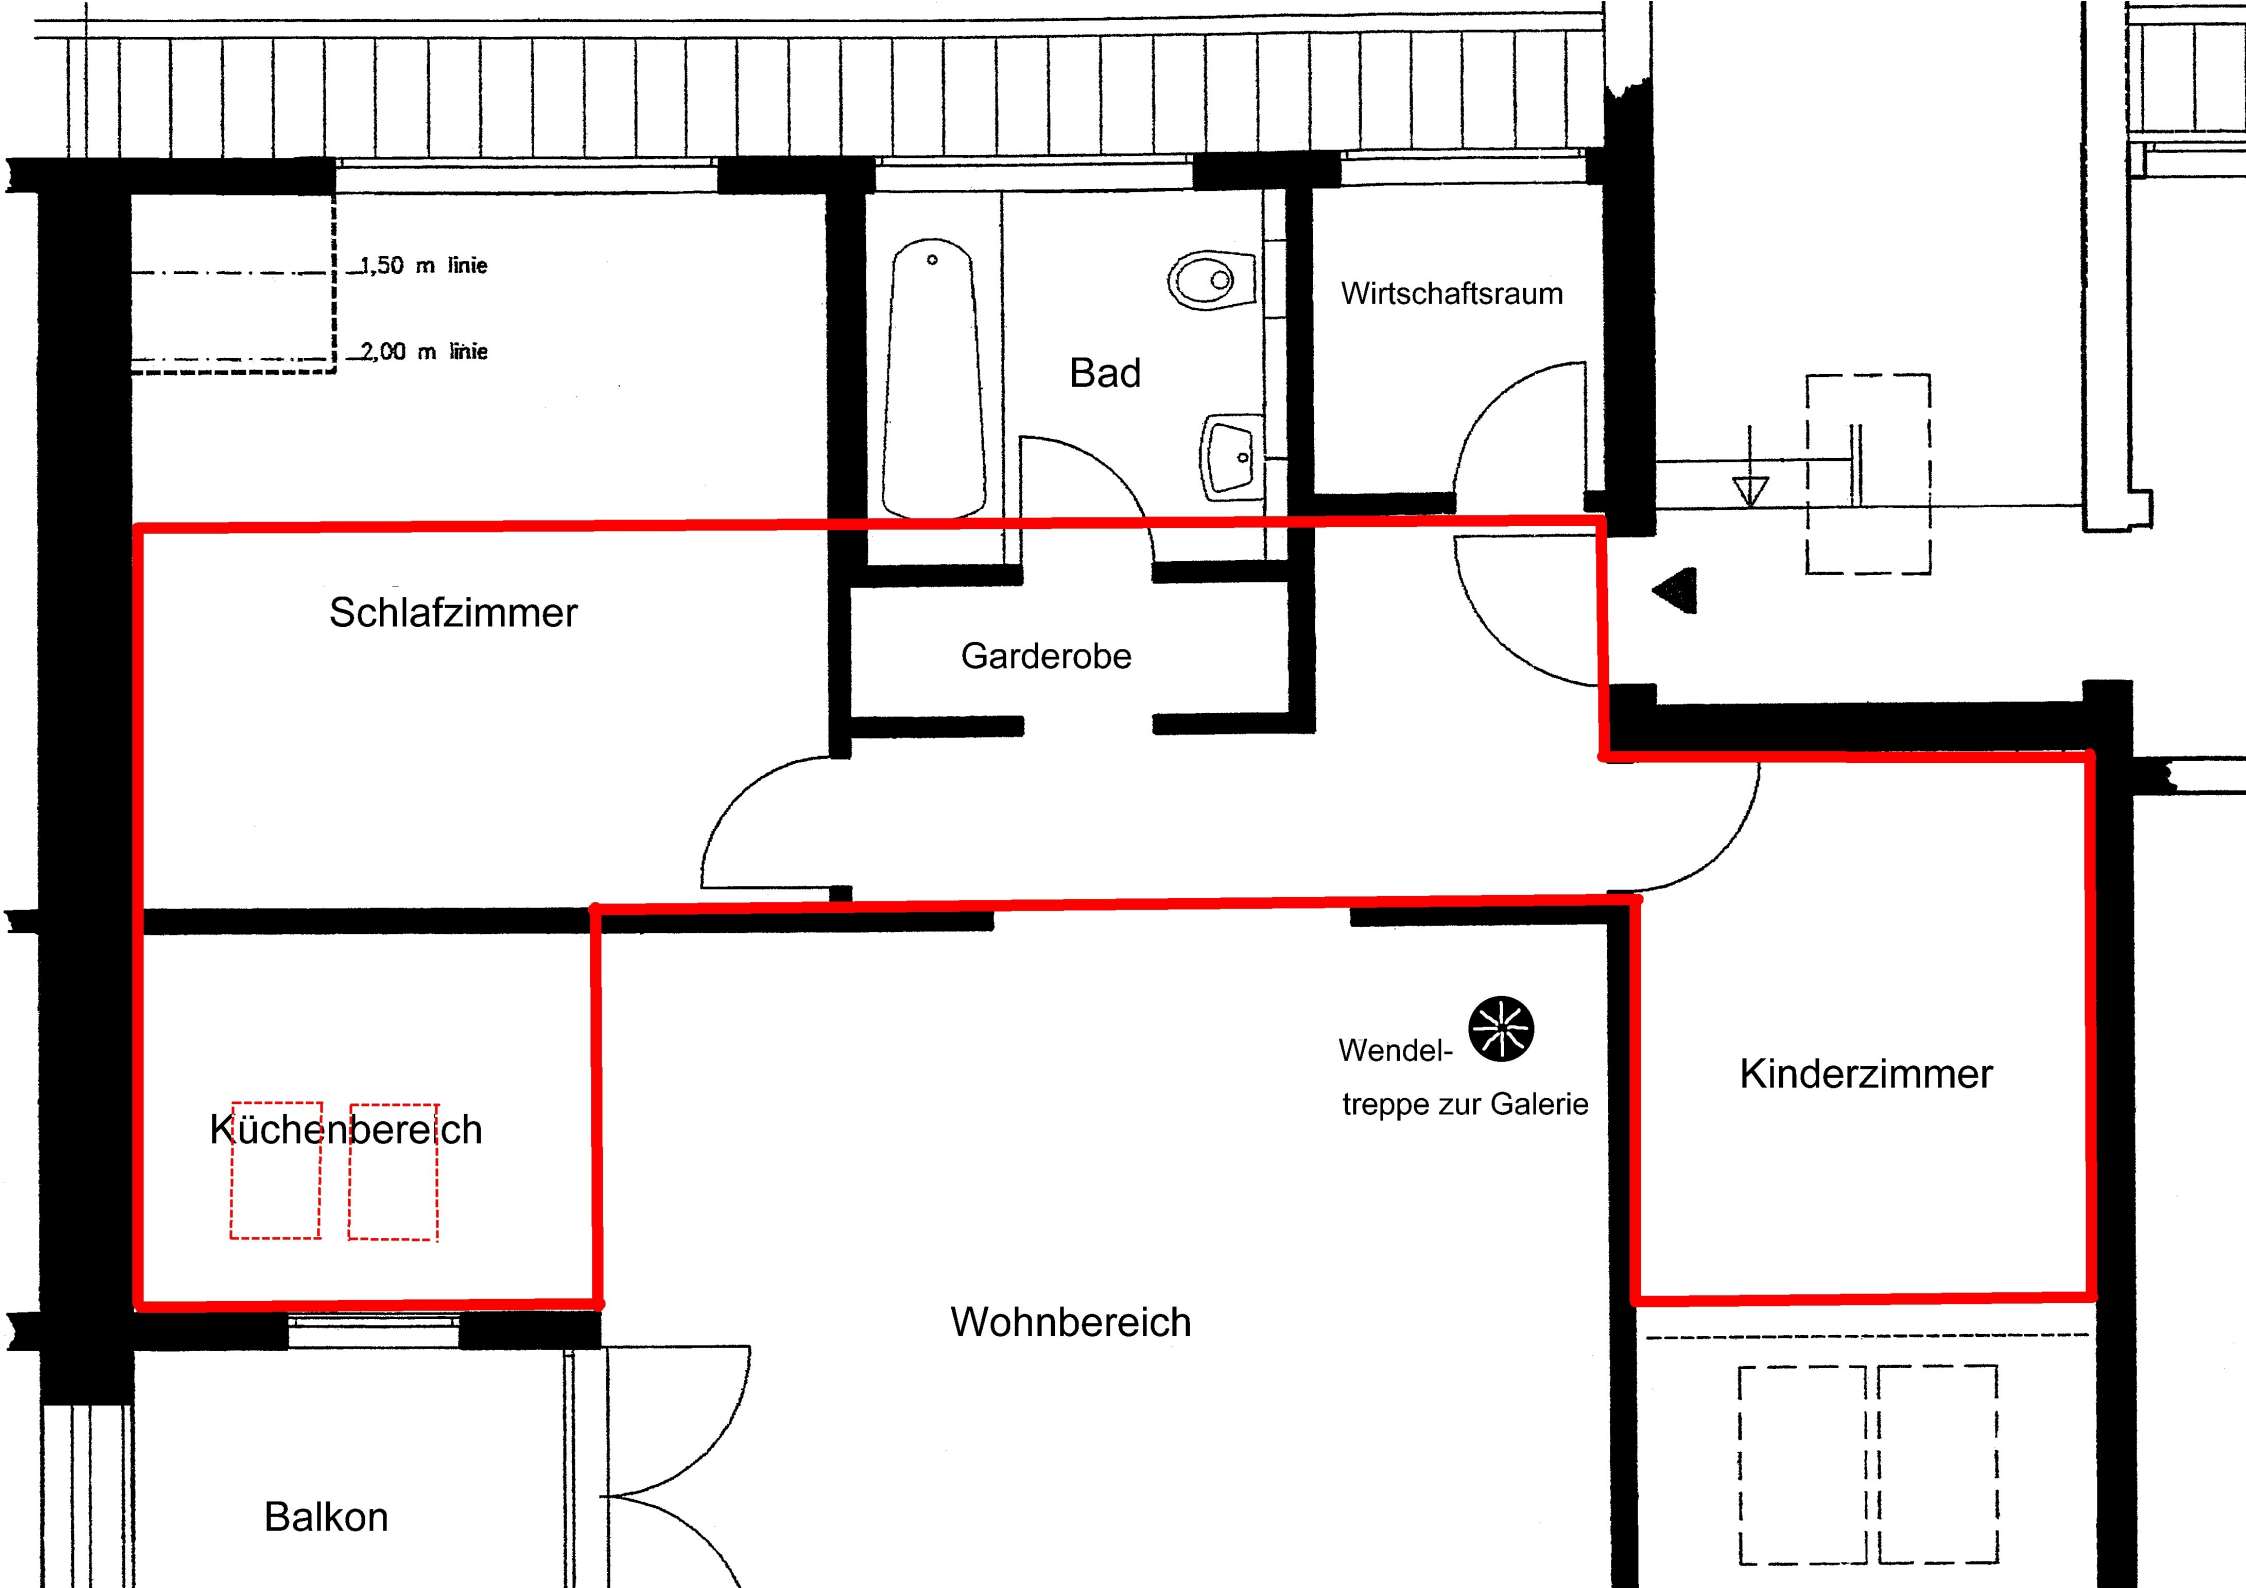 1,50 m linie
2,00 m linie
Wirtschaftsraum
Bad
Schlafzimmer
Garderobe
Wendel-
treppe zur Galerie
Kinderzimmer
Küchenbereich
Wohnbereich
Balkon